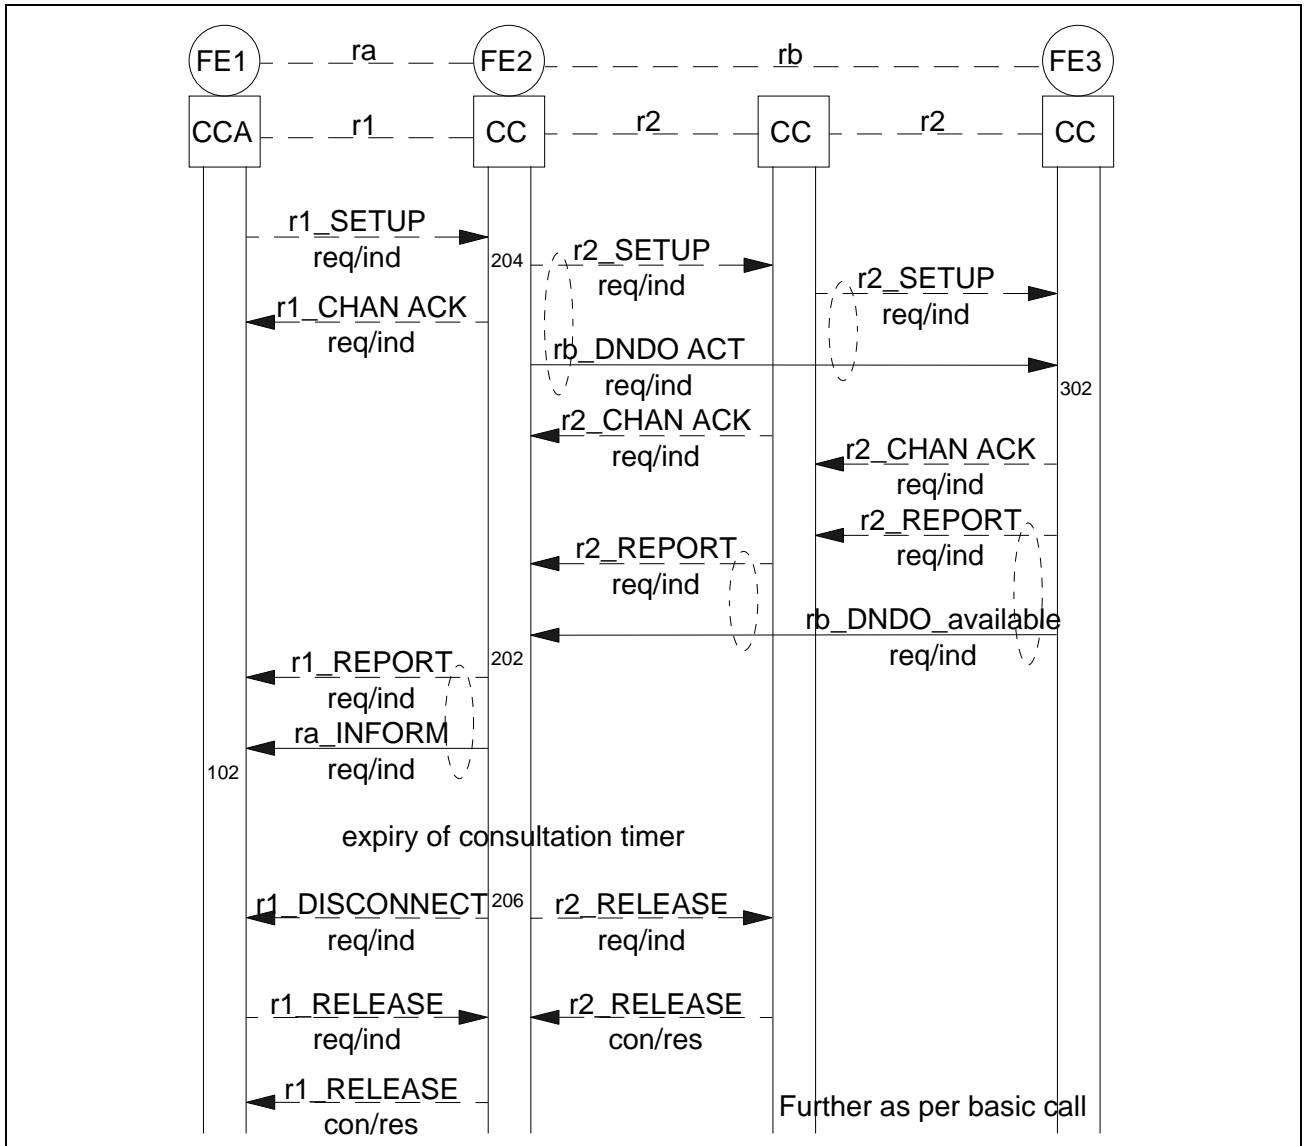 FE1
ra
FE2
rb
FE3
CCA
r1
CC
r2
CC
r2
CC
r1_SETUP
req/ind
204
r2_SETUP
req/ind
r2_SETUP
req/ind
r1_CHAN ACK
req/ind
rb_DNDO ACT
req/ind
302
r2_CHAN ACK
req/ind
r2_CHAN ACK
req/ind
r2_REPORT
req/ind
r2_REPORT
req/ind
rb_DNDO_available
req/ind
r1_REPORT
req/ind
202
ra_INFORM
req/ind
102
expiry of consultation timer
r1_DISCONNECT
req/ind
206
r2_RELEASE
req/ind
r1_RELEASE
req/ind
r2_RELEASE
con/res
r1_RELEASE
con/res
Further as per basic call